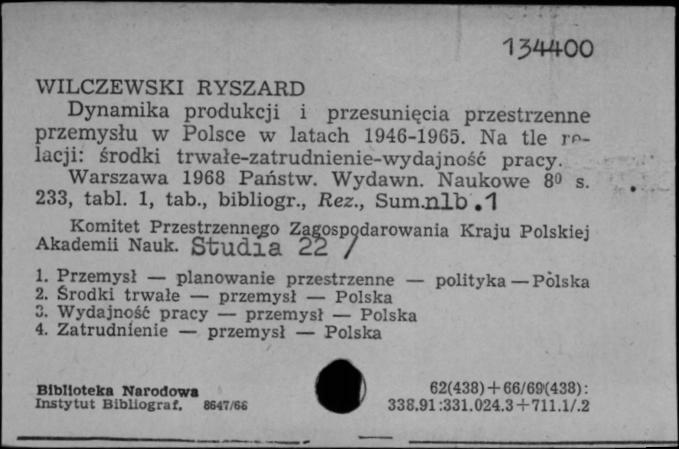 134400
WILCZEWSKI RYSZARD
Dynamika produkcji i przesunięcia przestrzenne
przemysłu w Polsce w latach 1946-1965. Na tle re-
lacji: środki trwałe-zatrudnienie-wydajność pracy.
Warszawa 1968 Państw. Wydawn. Naukowe 8⁰ s.
233, tabl. 1, tab., bibliogr., Rez., Sum.nlb.1
Komitet Przestrzennego Zagospodarowania Kraju Polskiej
Akademii Nauk. Studia 22 /
1. Przemysł — planowanie przestrzenne — polityka — Polska
2. Środki trwałe — przemysł — Polska
3. Wydajność pracy — przemysł — Polska
4. Zatrudnienie — przemysł — Polska
Biblioteka Narodowa
Instytut Bibliograf. 8647/66
62(438)+66/69(438):
338.91:331.024.3+711.1/.2